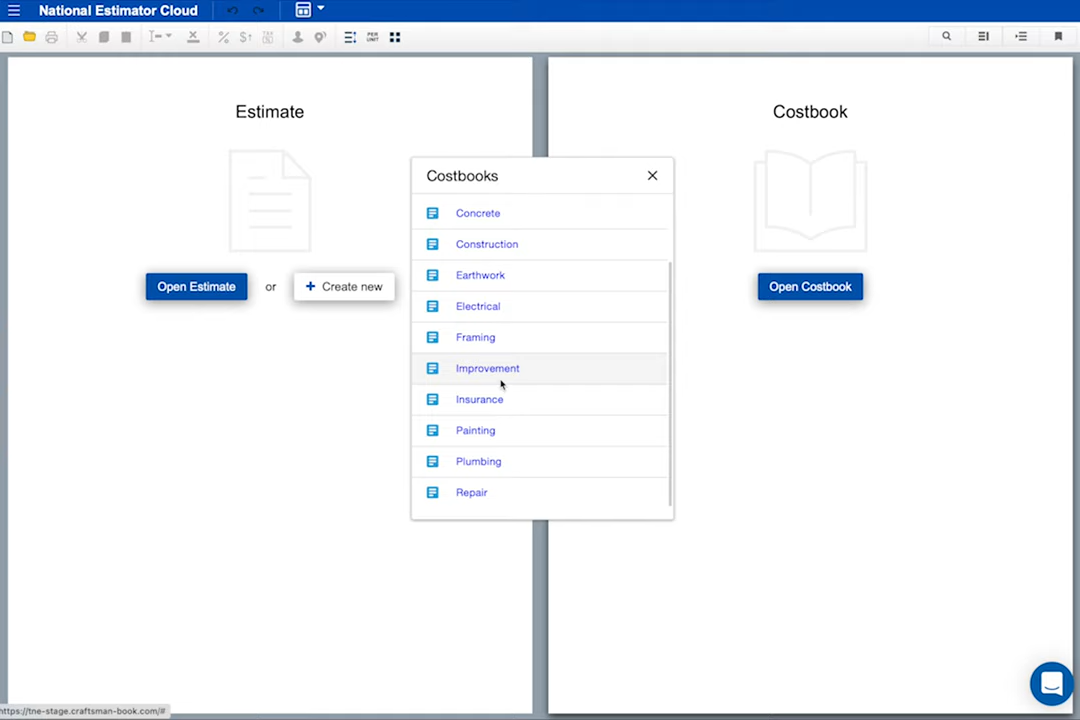 National Estimator Cloud
Estimate
Costbook
Costbooks
Concrete
Construction
Earthwork
Electrical
Framing
Improvement
Insurance
Painting
Plumbing
Repair
Open Estimate or + Create new
Open Costbook
https://tne-stage.craftsman-book.com/#